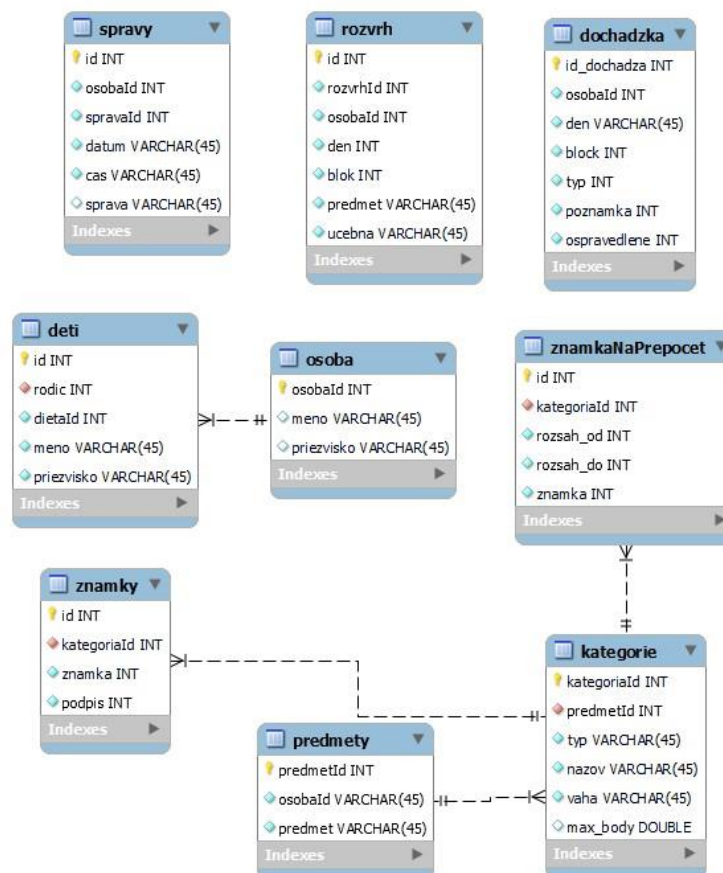 spravy
id INT
osobaId INT
spravaId INT
datum VARCHAR(45)
cas VARCHAR(45)
sprava VARCHAR(45)
Indexes
rozvrh
id INT
rozvrhId INT
osobaId INT
den INT
blok INT
predmet VARCHAR(45)
ucebna VARCHAR(45)
Indexes
dochadzka
id_dochadza INT
osobaId INT
den VARCHAR(45)
block INT
typ INT
poznamka INT
ospravedlene INT
Indexes
deti
id INT
rodic INT
dietaId INT
meno VARCHAR(45)
priezvisko VARCHAR(45)
Indexes
osoba
osobaId INT
meno VARCHAR(45)
priezvisko VARCHAR(45)
Indexes
znamkaNaPrepocet
id INT
kategoriaId INT
rozsah_od INT
rozsah_do INT
znamka INT
Indexes
znamky
id INT
kategoriaId INT
znamka INT
podpis INT
Indexes
predmety
predmetId INT
osobaId VARCHAR(45)
predmet VARCHAR(45)
Indexes
kategorie
kategoriaId INT
predmetId INT
typ VARCHAR(45)
nazov VARCHAR(45)
vaha VARCHAR(45)
max_body DOUBLE
Indexes